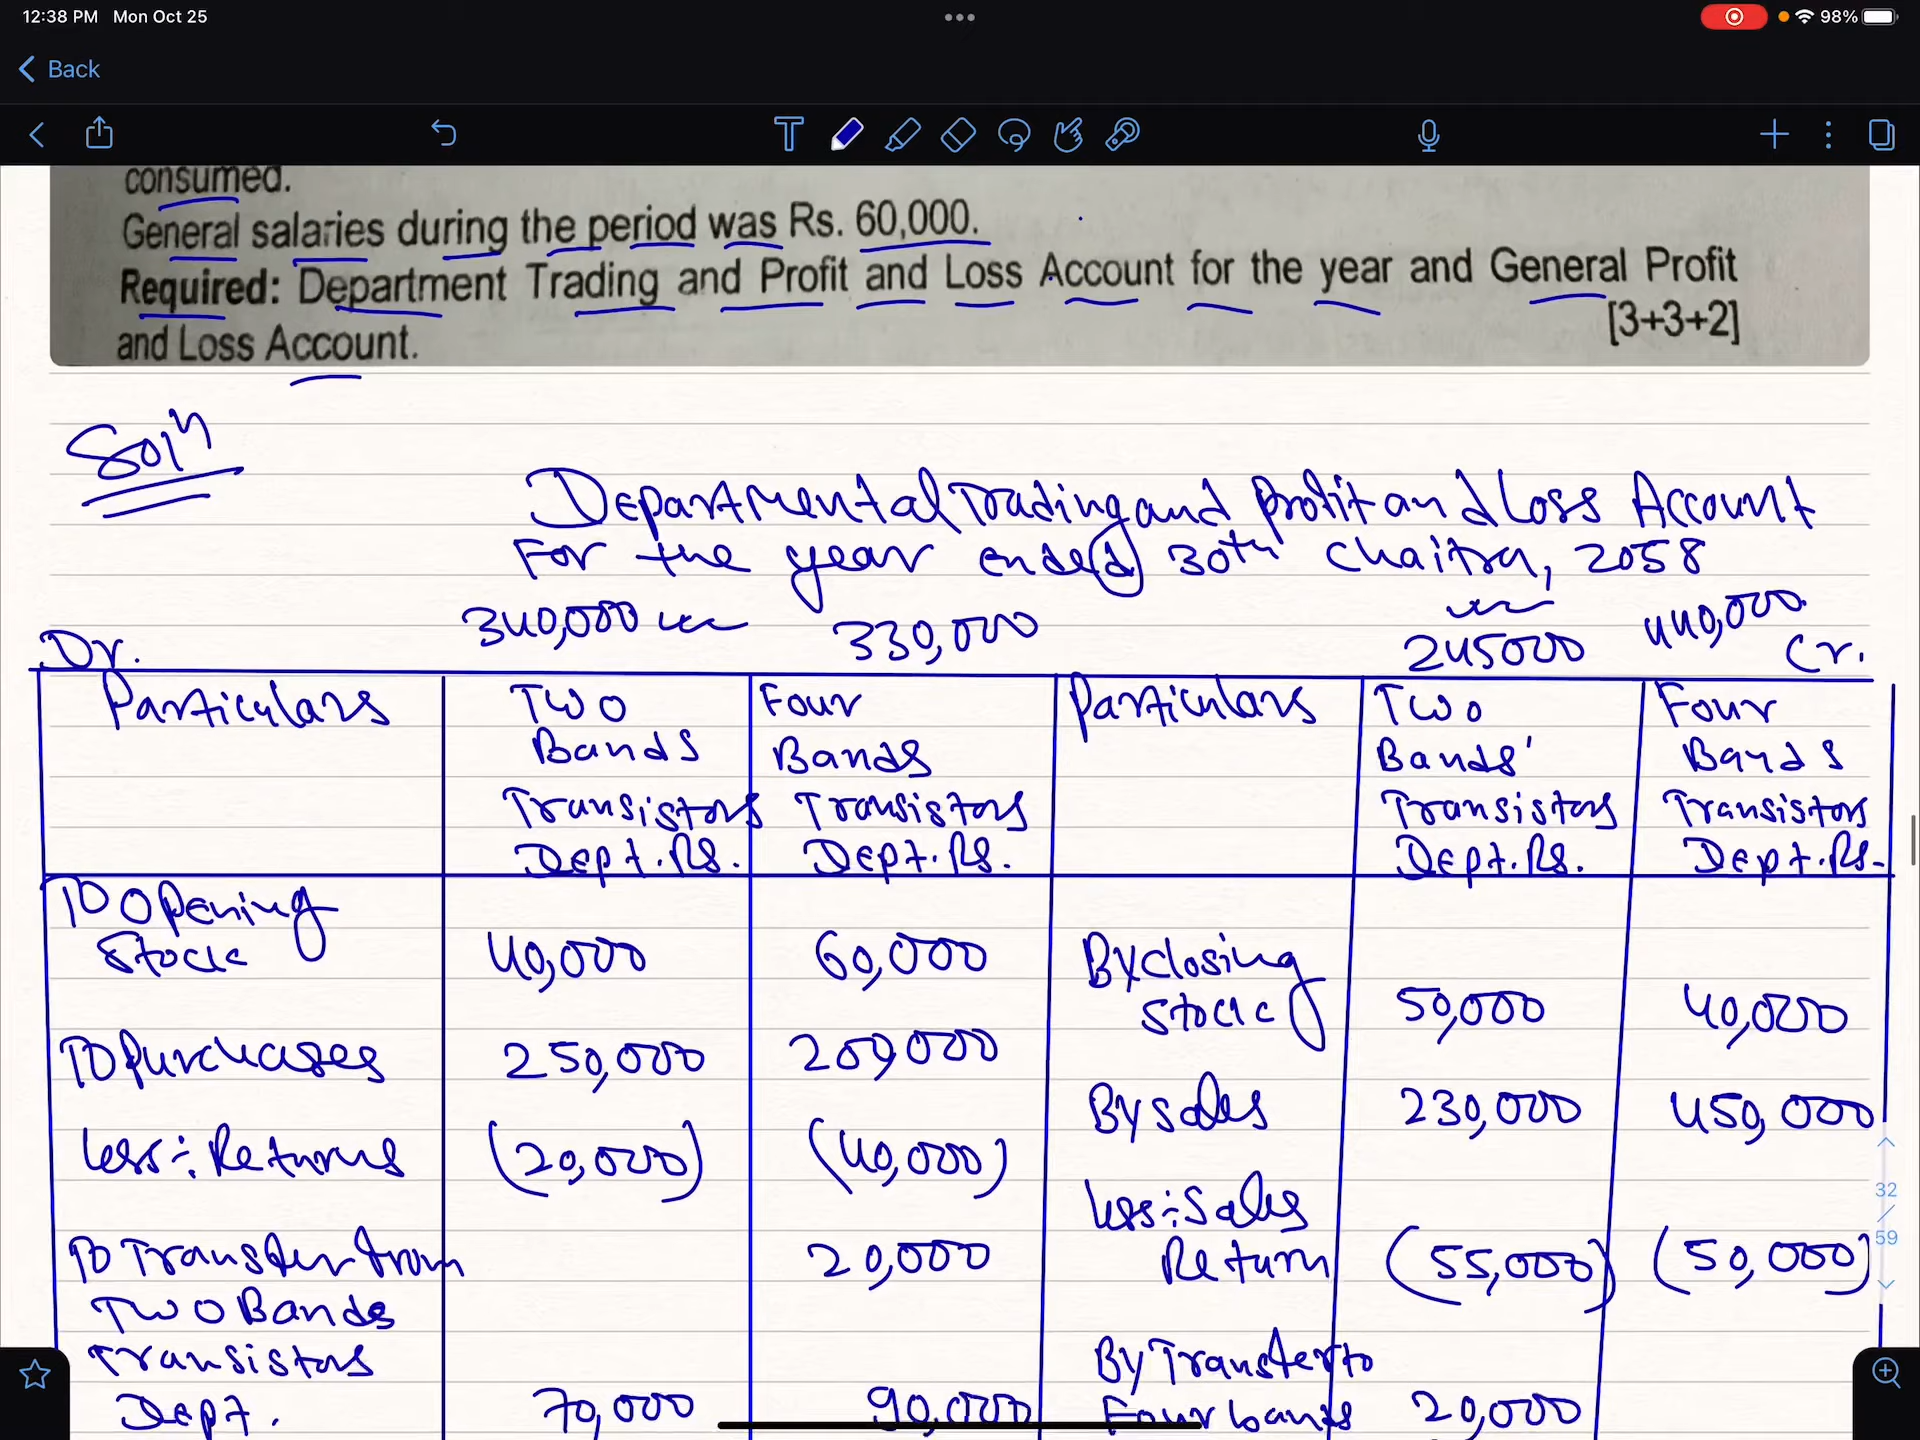 12:38 PM Mon Oct 25
98%
Back
consumed.
General salaries during the period was Rs. 60,000.
Required: Department Trading and Profit and Loss Account for the year and General Profit
and Loss Account.
[3+3+2]
Soln
Departmental Trading and Profit and Loss Account
For the year ended 30th Chaitra, 2058
340,000 330,000 245000 440,000
Dr. Cr.
Particulars Two Four Particulars Two Four
Bands Bands Bands' Bands
Transistors Transistors Transistors Transistors
Dept. Rs. Dept. Rs. Dept. Rs. Dept. Rs.
To Opening
Stock 40,000 60,000 By closing
Stock 50,000 40,000
To Purchases 250,000 200,000
By Sales 230,000 450,000
Less:- Returns (20,000) (40,000)
Less:- Sales
Return (55,000) (50,000)
To Transfer from 20,000
Two Bands
Transistors By Transfer to
Dept. 70,000 90,000 Four bands 20,000
32
/
59